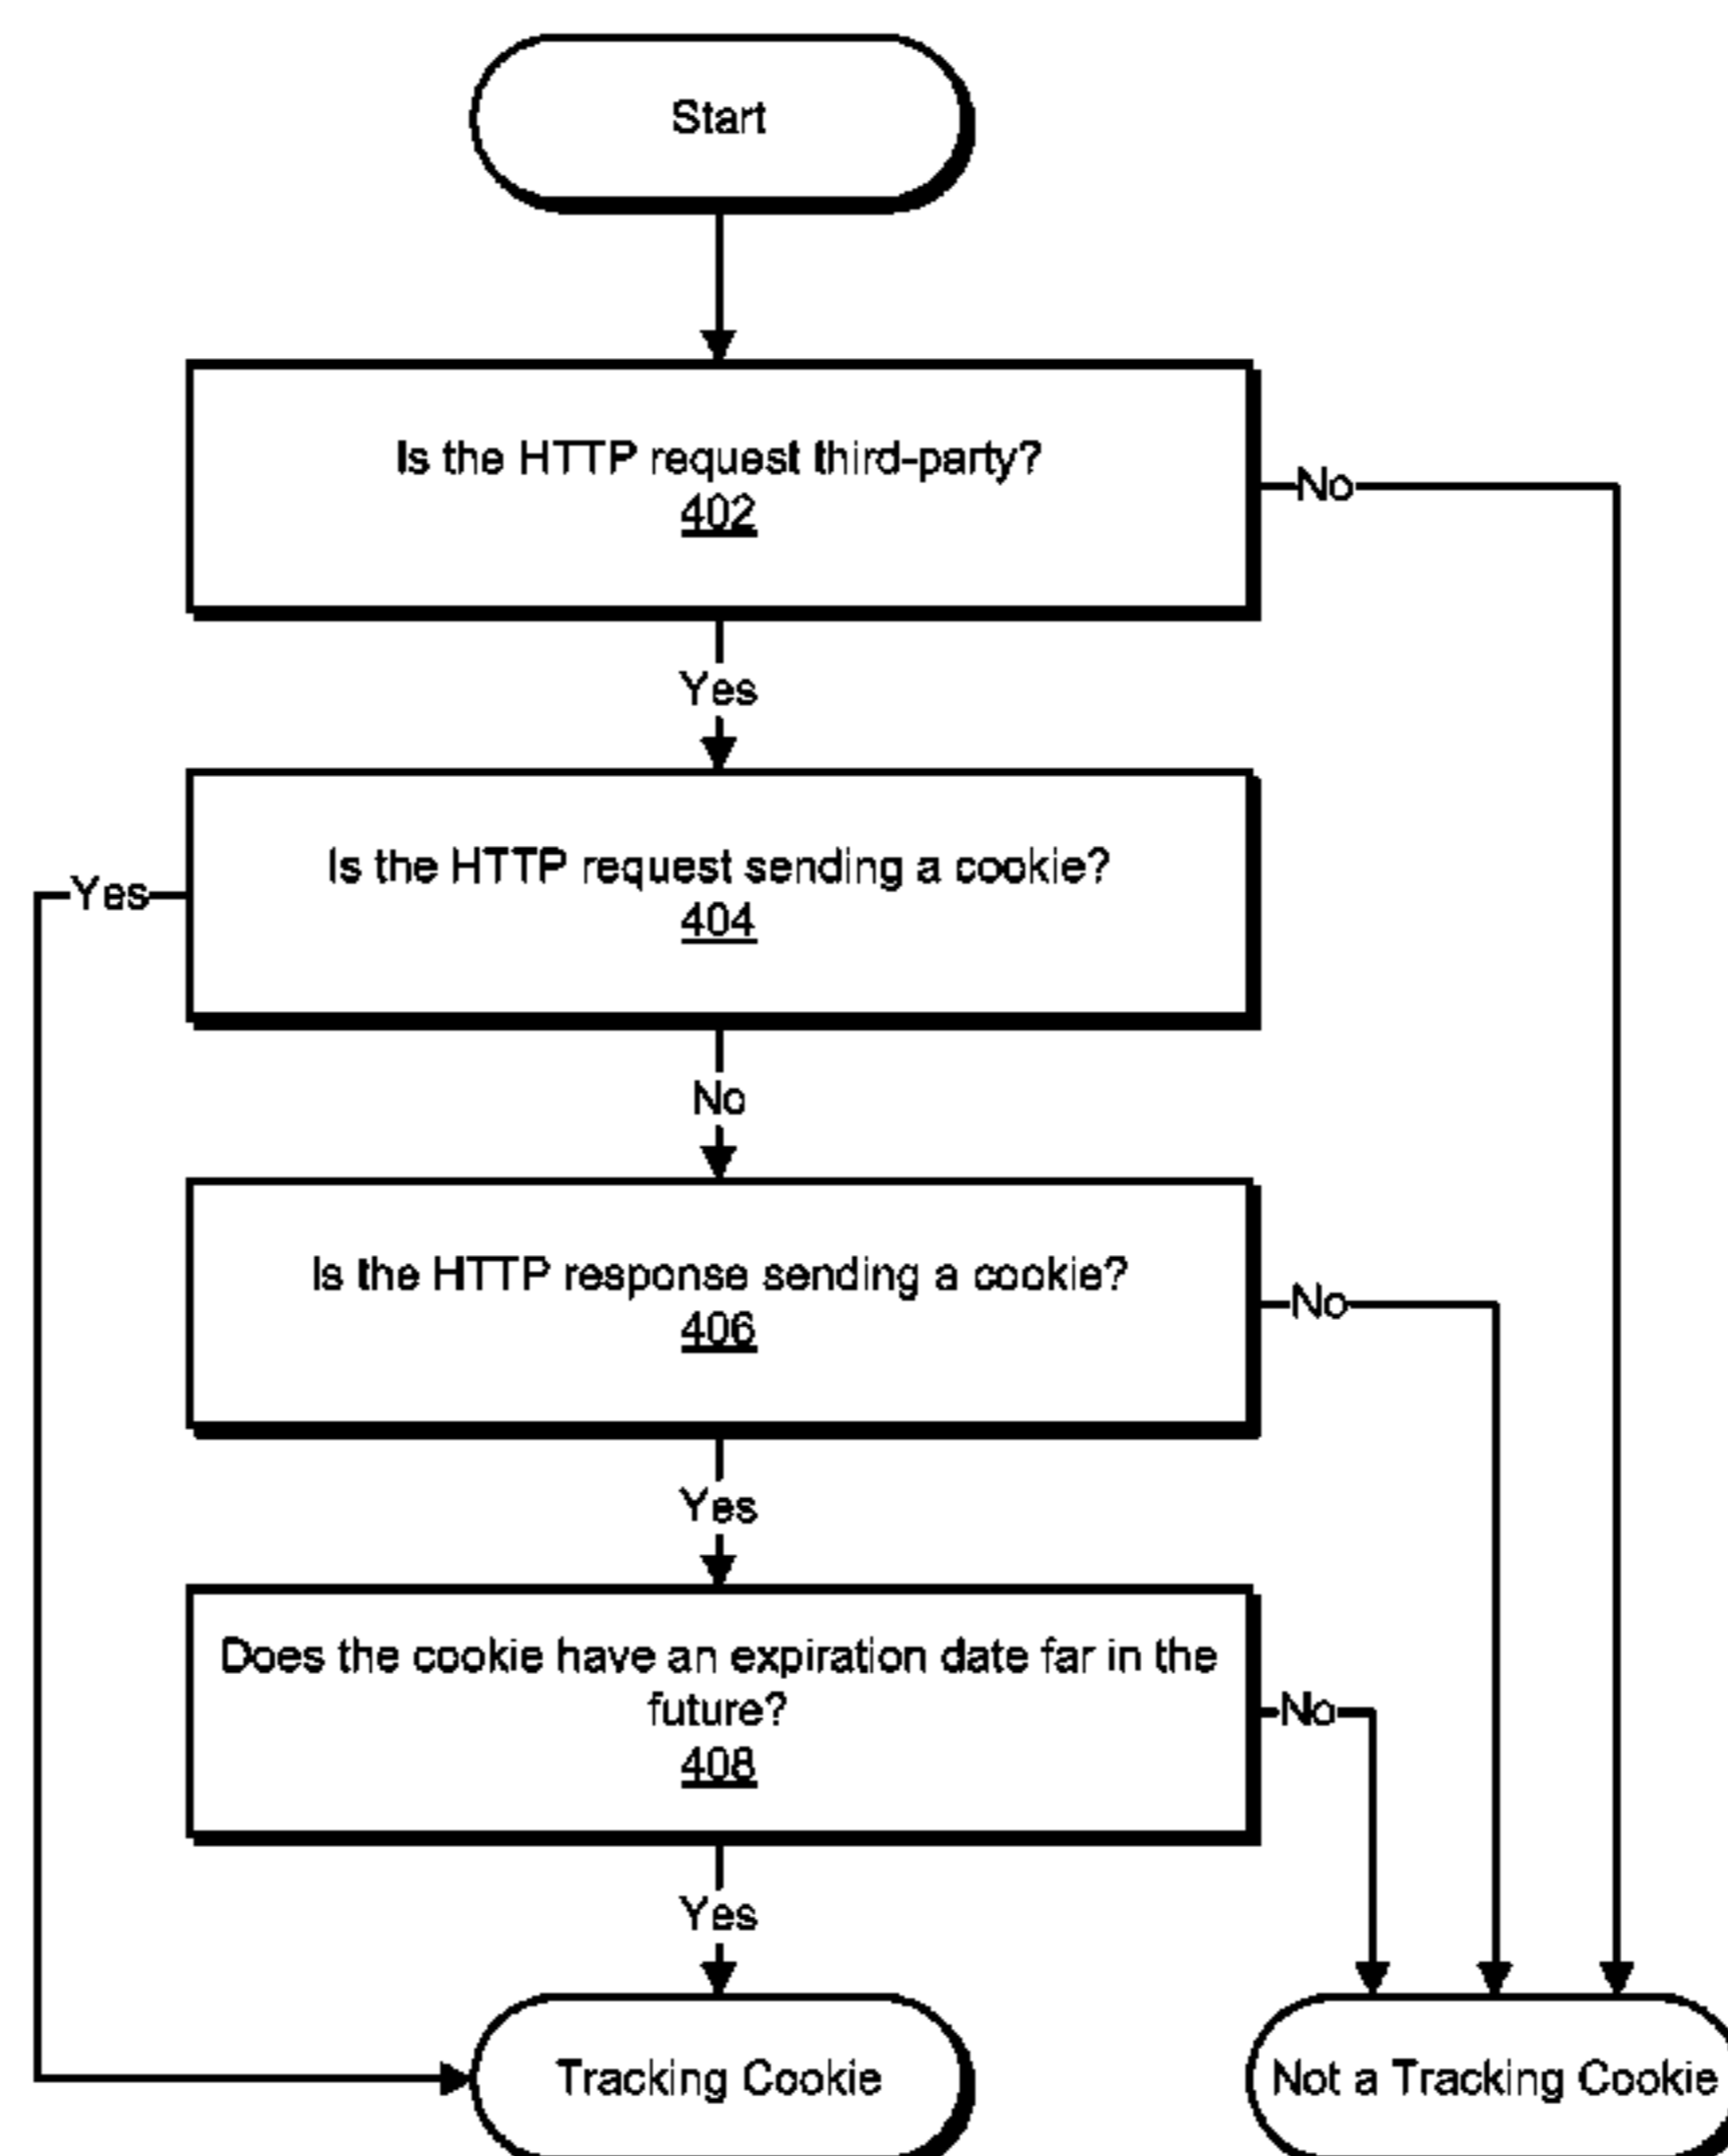 Start
Is the HTTP request third-party?
402
No
Yes
Is the HTTP request sending a cookie?
404
Yes
No
Is the HTTP response sending a cookie?
406
No
Yes
Does the cookie have an expiration date far in the
future?
408
No
Yes
Tracking Cookie
Not a Tracking Cookie